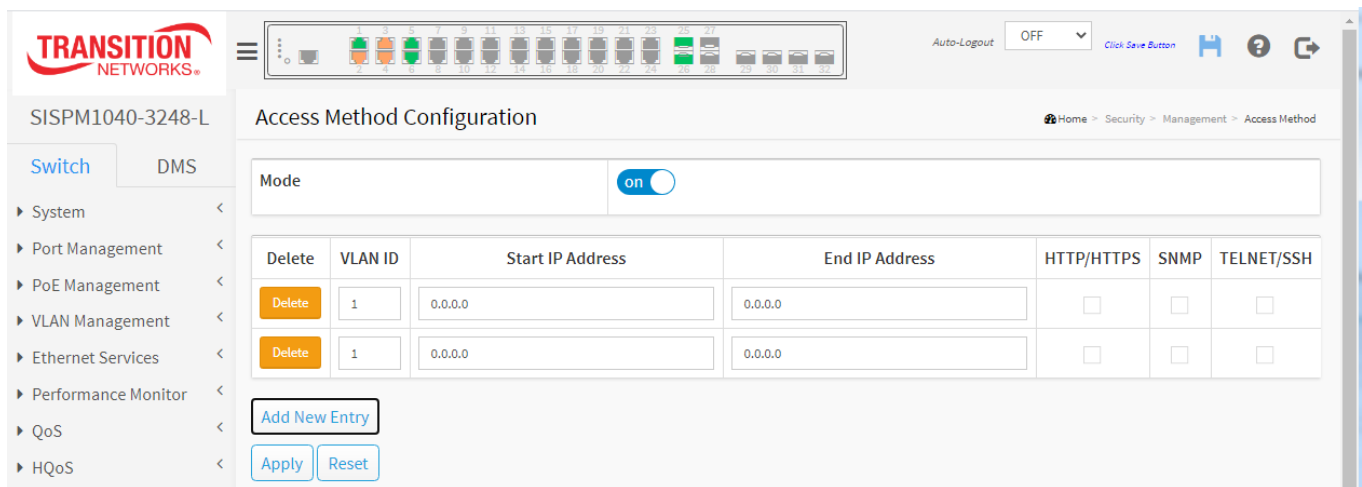 TRANSITION
NETWORKS®
1 3 5 7 9 11 13 15 17 19 21 23 25 27
2 4 6 8 10 12 14 16 18 20 22 24 26 28 29 30 31 32
Auto-Logout OFF Click Save Button
SISPM1040-3248-L
Access Method Configuration
Home > Security > Management > Access Method
Switch DMS
Mode on
System
Port Management
PoE Management
VLAN Management
Ethernet Services
Performance Monitor
QoS
HQoS
Delete VLAN ID Start IP Address End IP Address HTTP/HTTPS SNMP TELNET/SSH
Delete 1 0.0.0.0 0.0.0.0
Delete 1 0.0.0.0 0.0.0.0
Add New Entry
Apply Reset